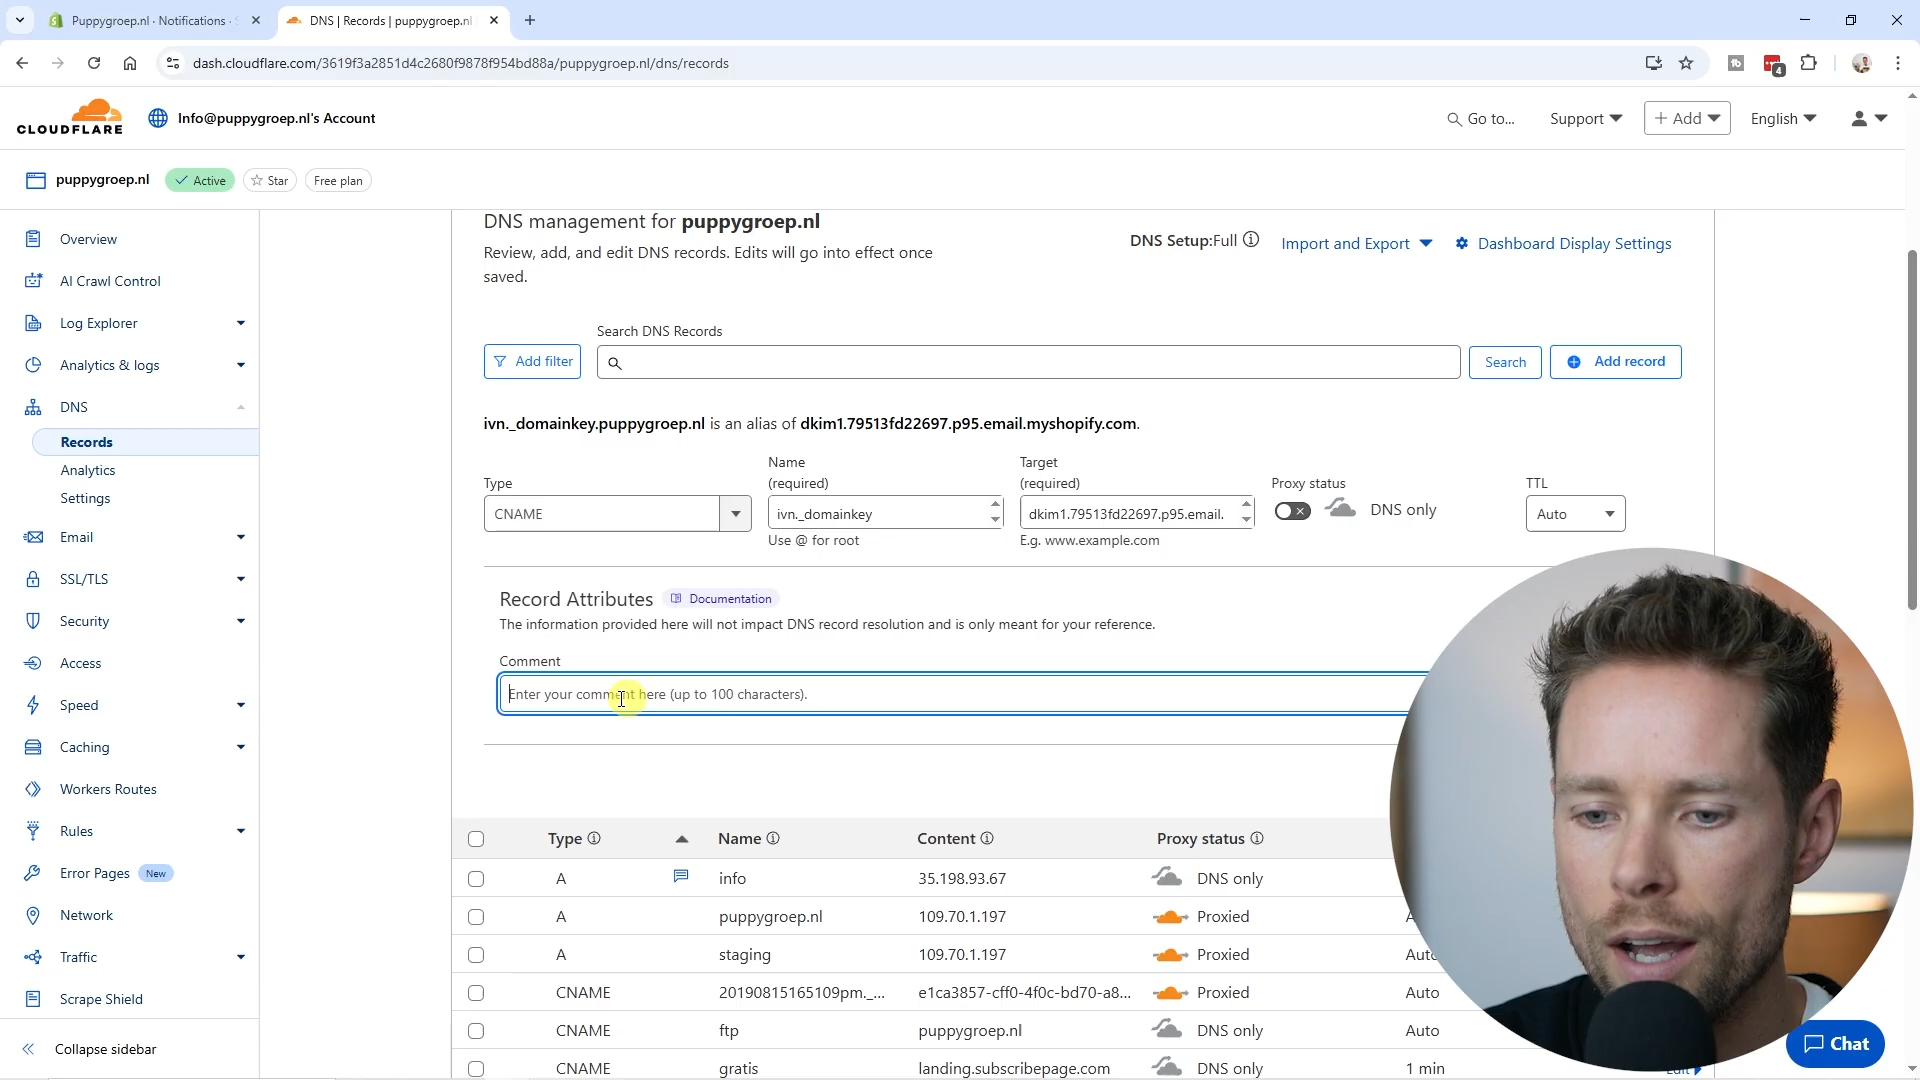 Puppygroep.nl · Notifications ·
DNS | Records | puppygroep.nl
dash.cloudflare.com/3619f3a2851d4c2680f9878f954bd88a/puppygroep.nl/dns/records
4
CLOUDFLARE
Info@puppygroep.nl's Account
Go to...
Support
+ Add
English
puppygroep.nl
Active
Star
Free plan
Overview
AI Crawl Control
Log Explorer
Analytics & logs
DNS
Records
Analytics
Settings
Email
SSL/TLS
Security
Access
Speed
Caching
Workers Routes
Rules
Error Pages New
Network
Traffic
Scrape Shield
Collapse sidebar
DNS management for puppygroep.nl
Review, add, and edit DNS records. Edits will go into effect once
saved.
DNS Setup:Full
Import and Export
Dashboard Display Settings
Search DNS Records
Add filter
Search
Add record
ivn._domainkey.puppygroep.nl is an alias of dkim1.79513fd22697.p95.email.myshopify.com.
Type
Name
(required)
Target
(required)
Proxy status
TTL
CNAME
ivn._domainkey
dkim1.79513fd22697.p95.email.
DNS only
Auto
Use @ for root
E.g. www.example.com
Record Attributes
Documentation
The information provided here will not impact DNS record resolution and is only meant for your reference.
Comment
Enter your comment here (up to 100 characters).
Type Name Content Proxy status
A info 35.198.93.67 DNS only
A puppygroep.nl 109.70.1.197 Proxied
A staging 109.70.1.197 Proxied
CNAME 20190815165109pm._... e1ca3857-cff0-4f0c-bd70-a8... Proxied Auto
CNAME ftp puppygroep.nl DNS only Auto
CNAME gratis landing.subscribepage.com DNS only 1 min
Chat